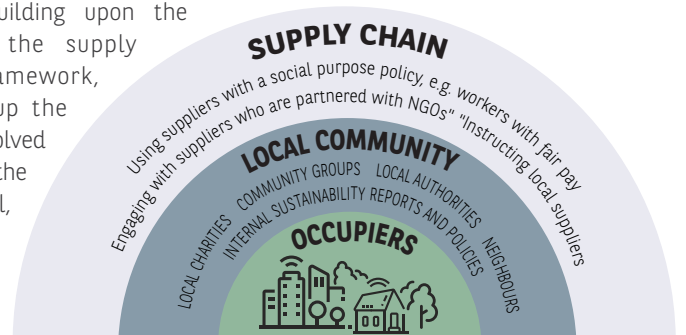 uilding upon the
the supply
amework,
up the
olved
the
l,
SUPPLY CHAIN
Using suppliers with a social purpose policy, e.g. workers with fair pay
Engaging with suppliers who are partnered with NGOs" "Instructing local suppliers
LOCAL COMMUNITY
COMMUNITY GROUPS LOCAL AUTHORITIES
LOCAL CHARITIES INTERNAL SUSTAINABILITY REPORTS AND POLICIES NEIGHBOURS
OCCUPIERS